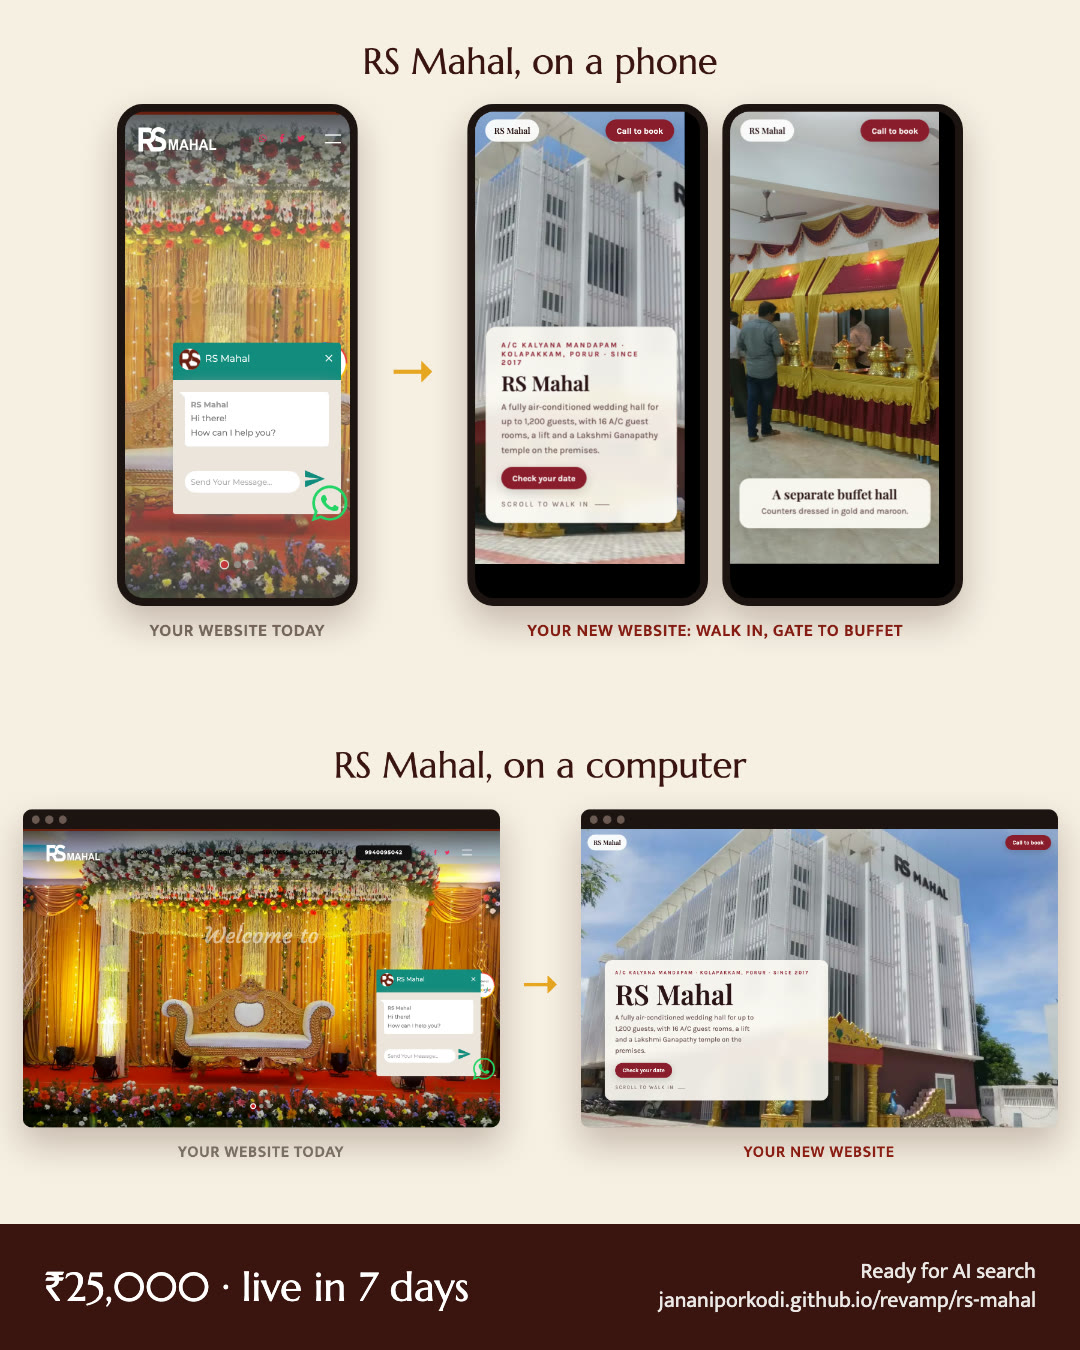 RS Mahal, on a phone
RS MAHAL
Welcome
RS Mahal ×
RS Mahal
Hi there!
How can I help you?
Send Your Message...
YOUR WEBSITE TODAY
RS Mahal
Call to book
A/C KALYANA MANDAPAM ·
KOLAPAKKAM, PORUR · SINCE
2017
RS Mahal
A fully air-conditioned wedding hall for
up to 1,200 guests, with 16 A/C guest
rooms, a lift and a Lakshmi Ganapathy
temple on the premises.
Check your date
SCROLL TO WALK IN
RS Mahal
Call to book
A separate buffet hall
Counters dressed in gold and maroon.
YOUR NEW WEBSITE: WALK IN, GATE TO BUFFET
RS Mahal, on a computer
RS MAHAL
CONTACT US
9940095042
Welcome to
RS Mahal ×
RS Mahal
Hi there!
How can I help you?
Send Your Message...
YOUR WEBSITE TODAY
RS Mahal
Call to book
RS MAHAL
A/C KALYANA MANDAPAM · KOLAPAKKAM, PORUR · SINCE 2017
RS Mahal
A fully air-conditioned wedding hall for up to
1,200 guests, with 16 A/C guest rooms, a lift
and a Lakshmi Ganapathy temple on the
premises.
Check your date
SCROLL TO WALK IN
YOUR NEW WEBSITE
₹25,000 · live in 7 days
Ready for AI search
jananiporkodi.github.io/revamp/rs-mahal